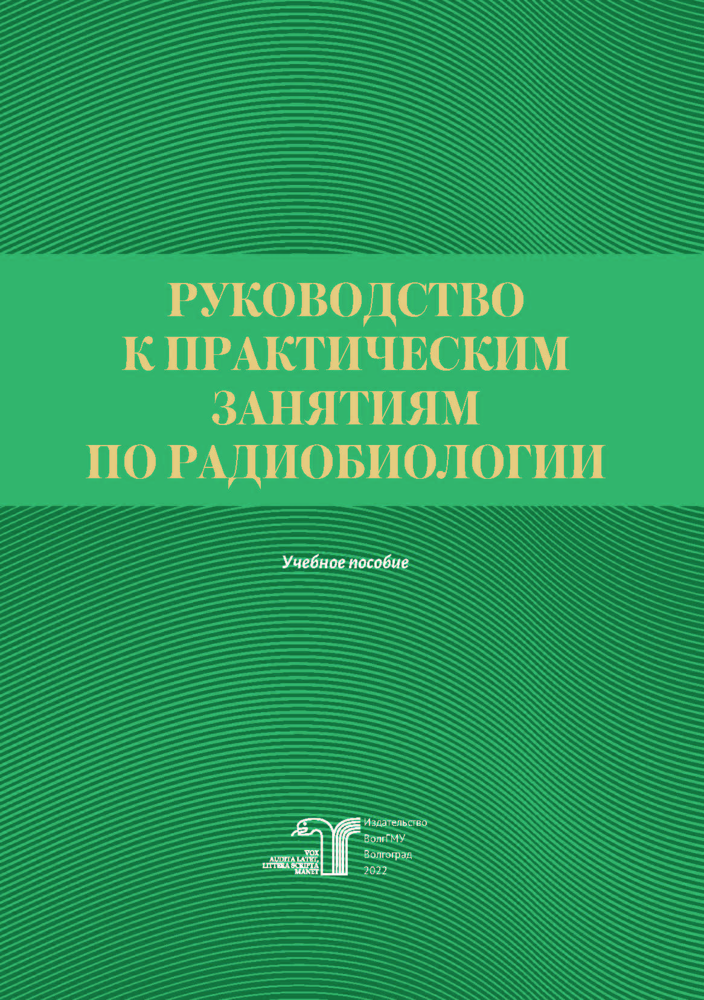 РУКОВОДСТВО
К ПРАКТИЧЕСКИМ
ЗАНЯТИЯМ
ПО РАДИОБИОЛОГИИ
Учебное пособие
VOX
AUDITA LATET,
LITTERA SCRIPTA
MANET
Издательство
ВолгГМУ
Волгоград
2022